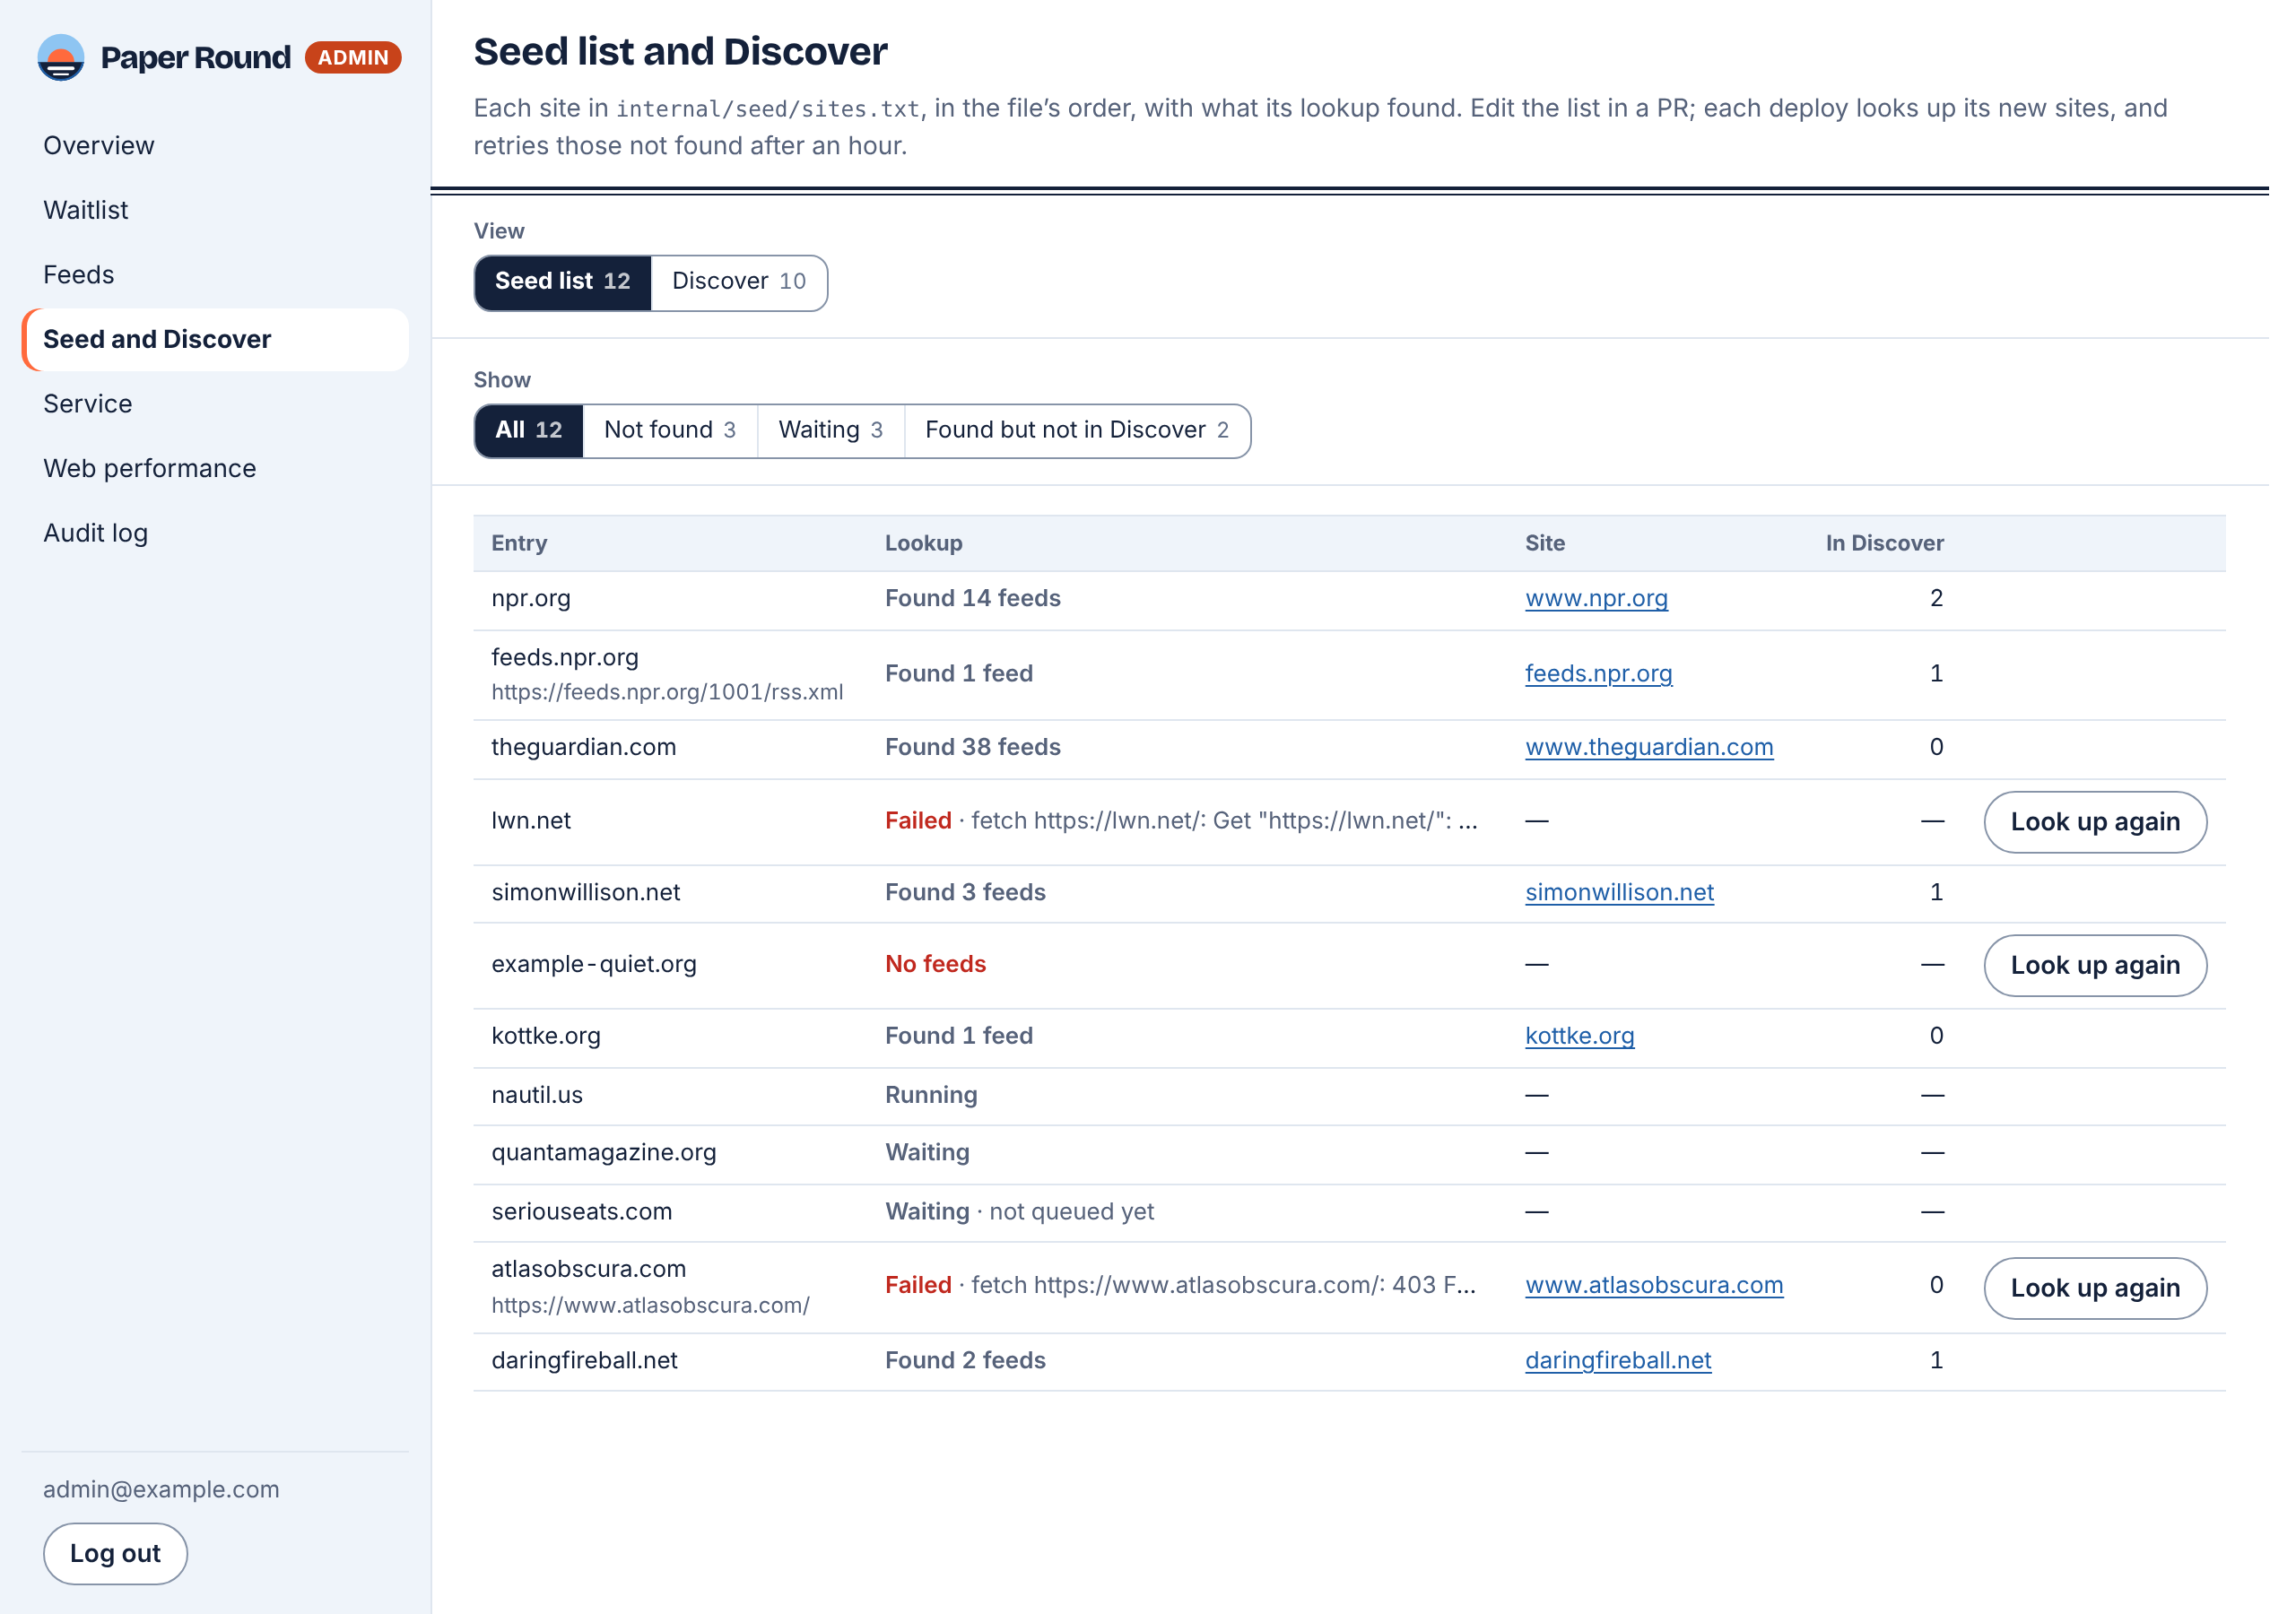 Paper Round ADMIN
Overview
Waitlist
Feeds
Seed and Discover
Service
Web performance
Audit log
admin@example.com
Log out
Seed list and Discover
Each site in internal/seed/sites.txt, in the file’s order, with what its lookup found. Edit the list in a PR; each deploy looks up its new sites, and
retries those not found after an hour.
View
Seed list 12 Discover 10
Show
All 12 Not found 3 Waiting 3 Found but not in Discover 2
Entry Lookup Site In Discover
npr.org Found 14 feeds www.npr.org 2
feeds.npr.org
https://feeds.npr.org/1001/rss.xml Found 1 feed feeds.npr.org 1
theguardian.com Found 38 feeds www.theguardian.com 0
lwn.net Failed · fetch https://lwn.net/: Get "https://lwn.net/": … — — Look up again
simonwillison.net Found 3 feeds simonwillison.net 1
example-quiet.org No feeds — — Look up again
kottke.org Found 1 feed kottke.org 0
nautil.us Running — —
quantamagazine.org Waiting — —
seriouseats.com Waiting · not queued yet — —
atlasobscura.com
https://www.atlasobscura.com/ Failed · fetch https://www.atlasobscura.com/: 403 F… www.atlasobscura.com 0 Look up again
daringfireball.net Found 2 feeds daringfireball.net 1